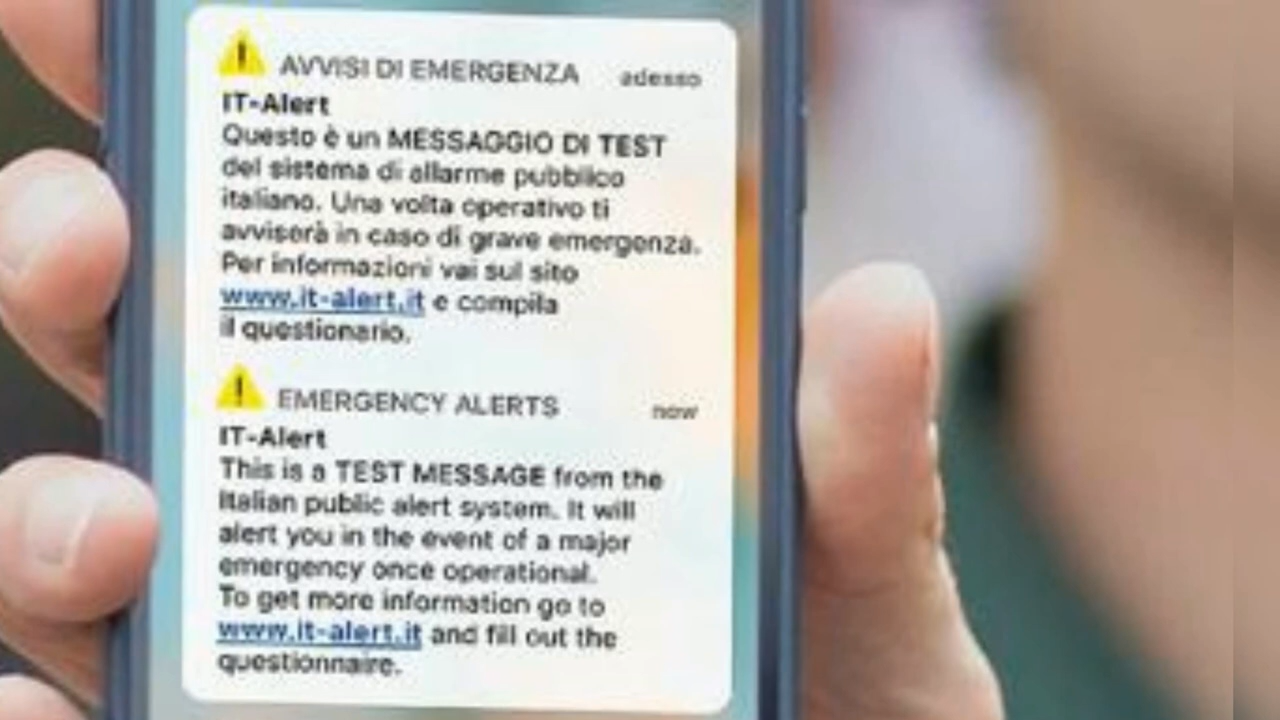 AVVISI DI EMERGENZA adesso
IT-Alert
Questo è un MESSAGGIO DI TEST
del sistema di allarme pubblico
italiano. Una volta operativo ti
avviserà in caso di grave emergenza.
Per informazioni vai sul sito
www.it-alert.it e compila
il questionario.
EMERGENCY ALERTS now
IT-Alert
This is a TEST MESSAGE from the
Italian public alert system. It will
alert you in the event of a major
emergency once operational.
To get more information go to
www.it-alert.it and fill out the
questionnaire.